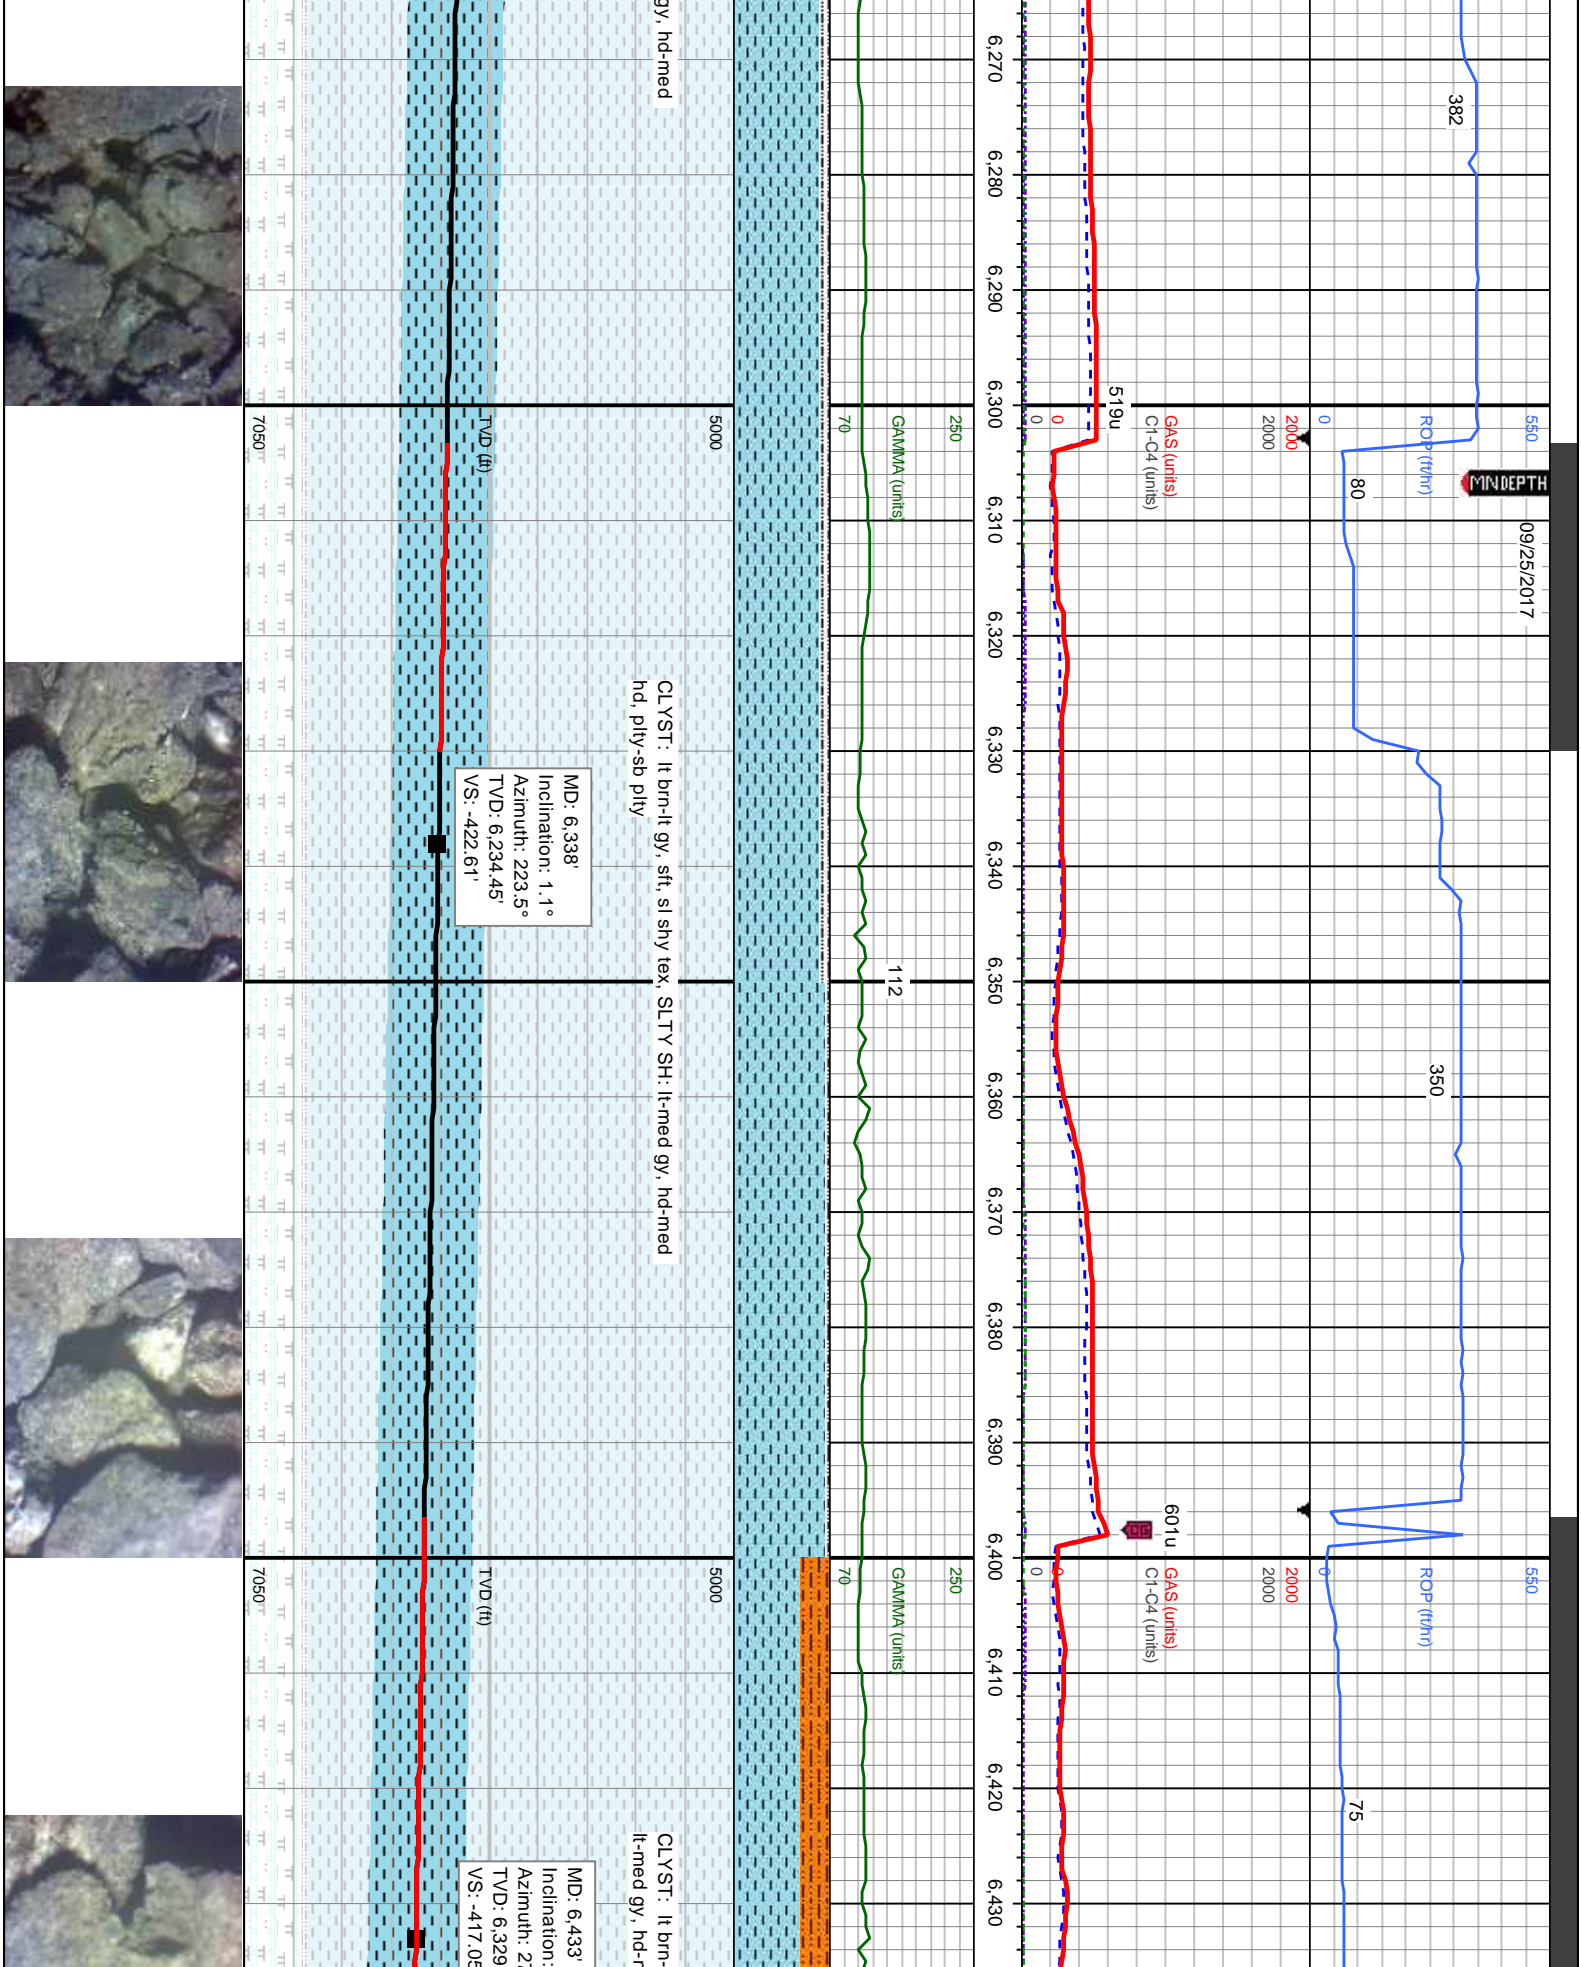 09/25/2017
MNDEPTH
550
ROP (ft/hr)
0
550
ROP (ft/hr)
0
382
80
350
75
2000
2000
GAS (units)
C1-C4 (units)
0
0
2000
2000
GAS (units)
C1-C4 (units)
0
519u
601u
CG
6,270
6,280
6,290
6,300
6,310
6,320
6,330
6,340
6,350
6,360
6,370
6,380
6,390
6,400
6,410
6,420
6,430
250
GAMMA (units)
70
250
GAMMA (units)
70
112
5000
TVD (ft)
7050
5000
TVD (ft)
7050
gy, hd-med
CLYST: lt brn-lt gy, sft, sl shy tex, SLTY SH: lt-med gy, hd-med
hd, plty-sb plty
MD: 6,338'
Inclination: 1.1°
Azimuth: 223.5°
TVD: 6,234.45'
VS: -422.61'
CLYST: lt brn-
lt-med gy, hd-
MD: 6,433'
Inclination:
Azimuth: 2
TVD: 6,329
VS: -417.05